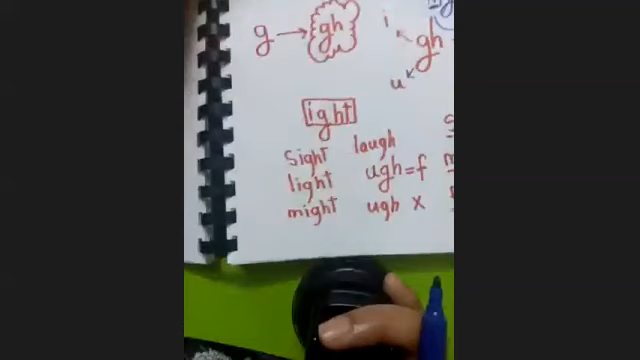 g → gh
i
gh
u
ight
sight
light
might
laugh
ugh=f
ugh x